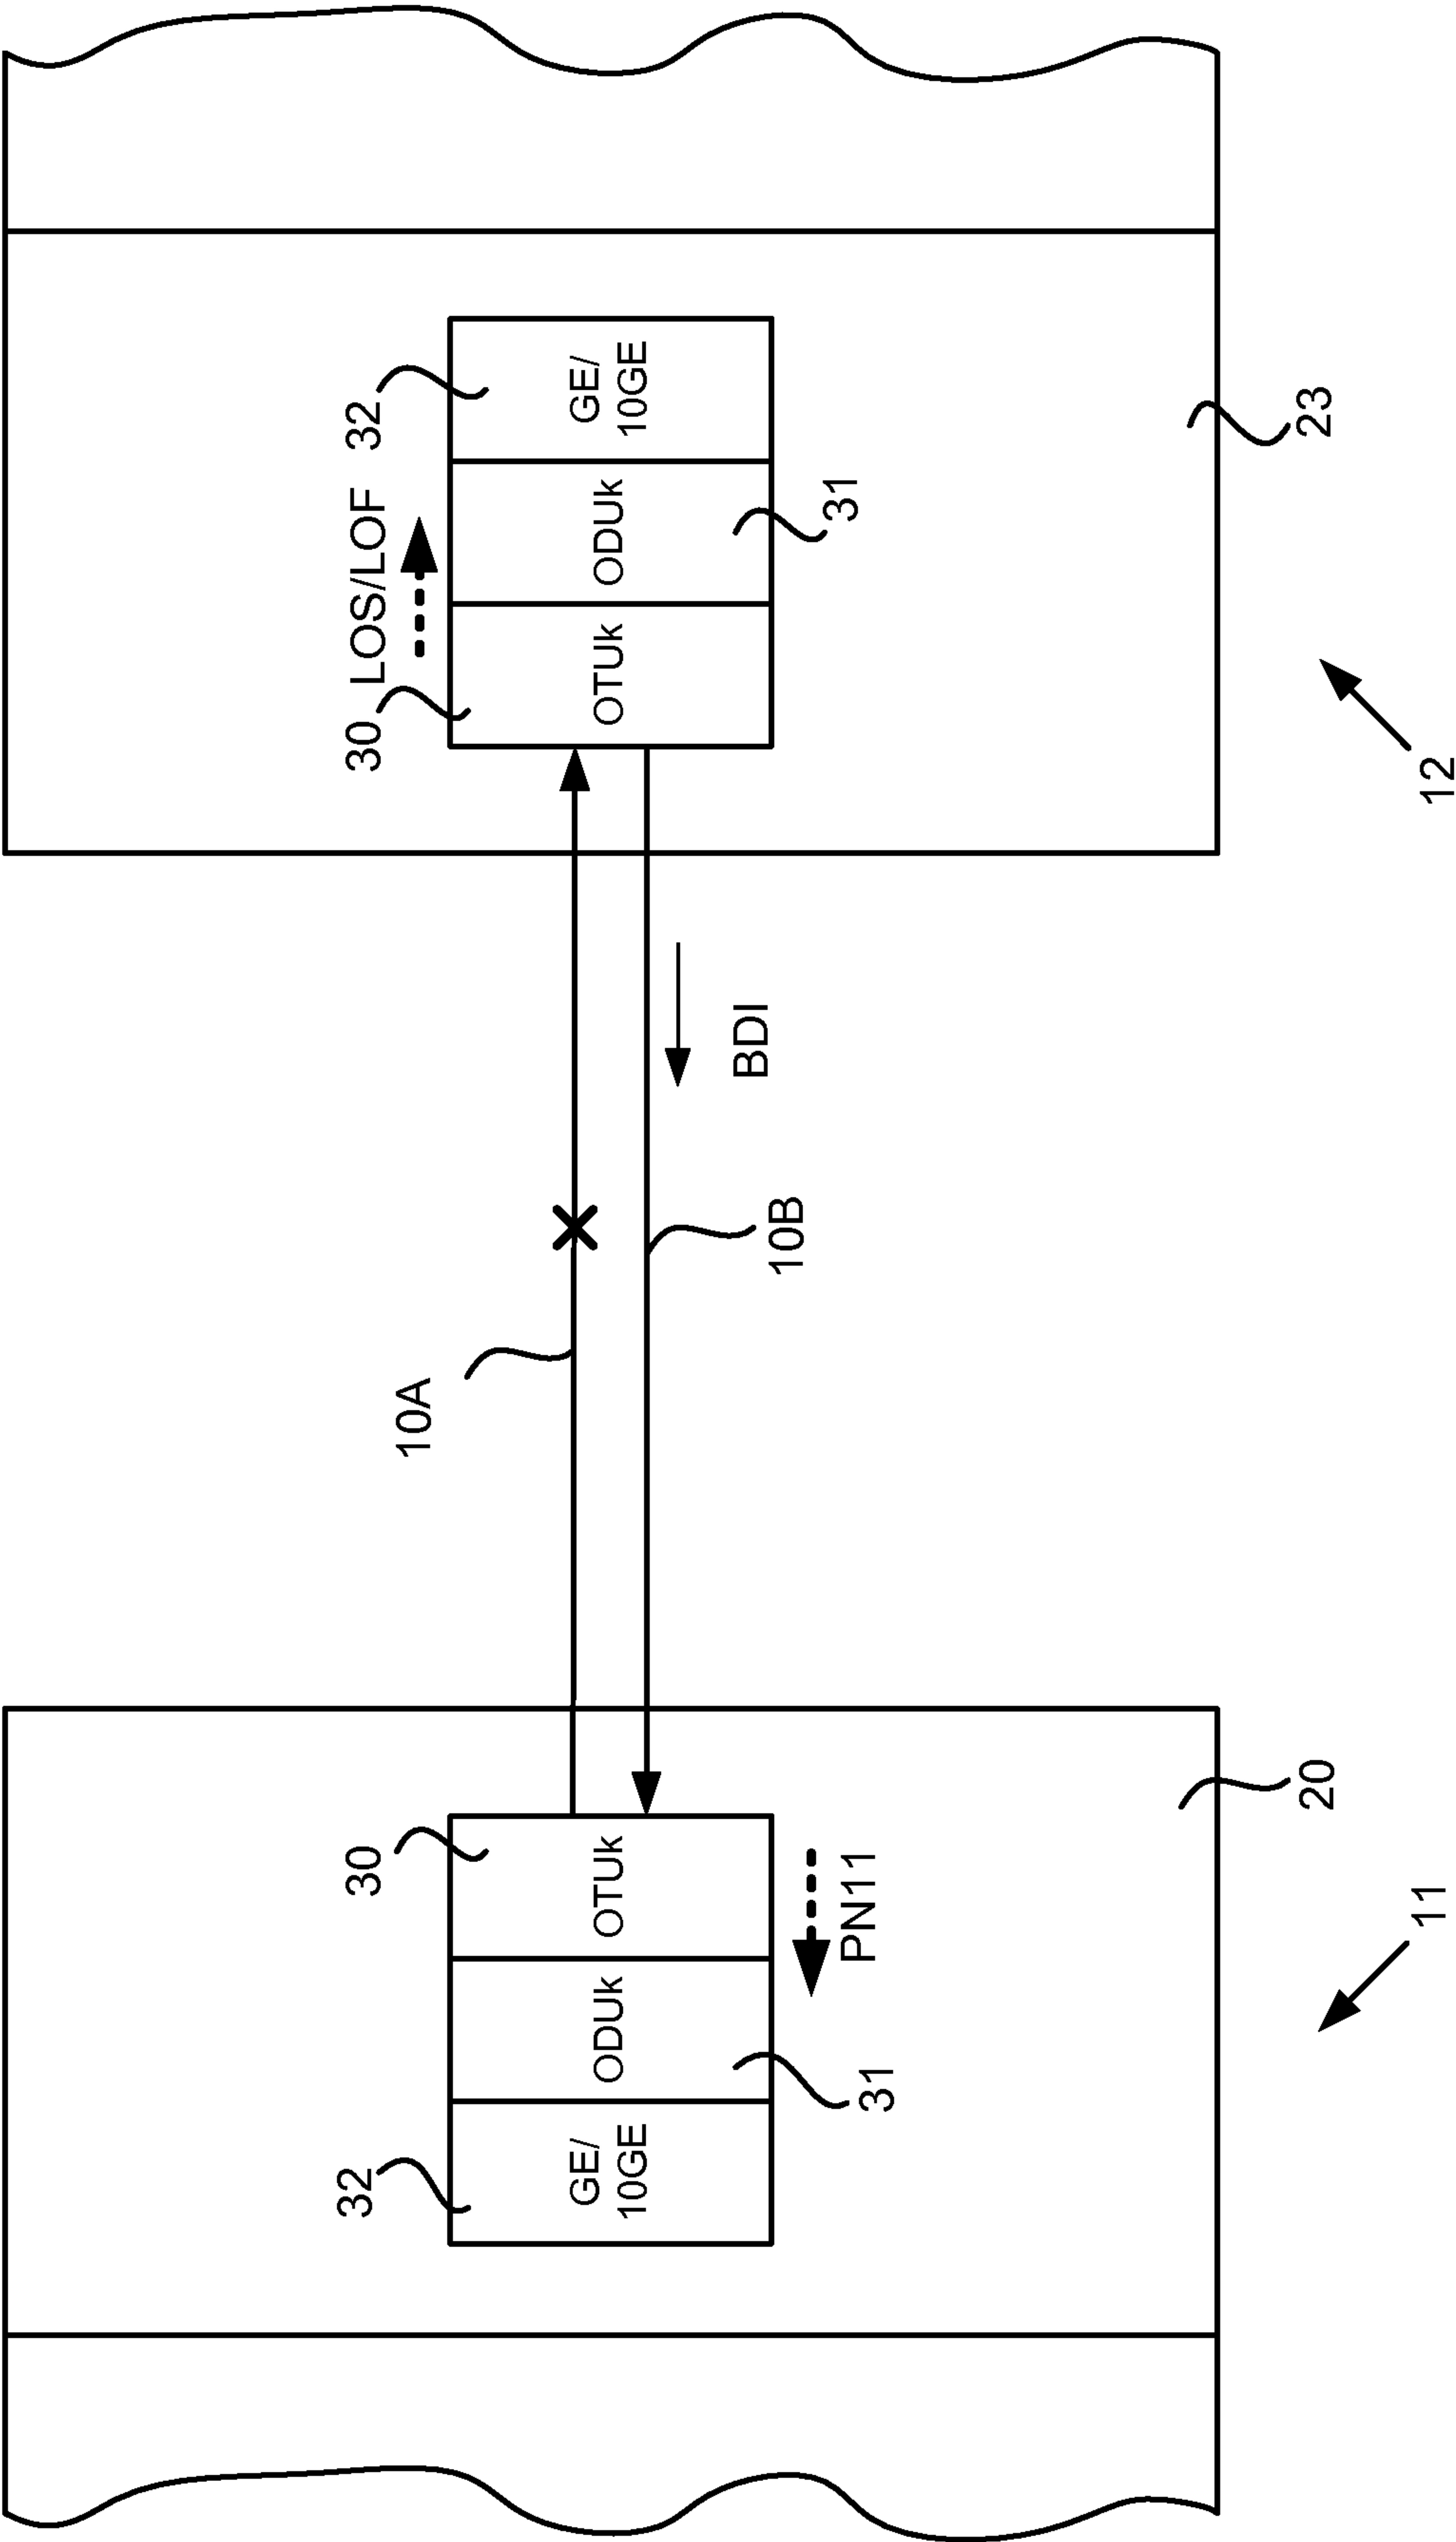 32
GE/
10GE
ODUk
31
OTUk
30
PN11
20
11
10A
10B
BDI
30
LOS/LOF
32
OTUk
ODUk
31
GE/
10GE
23
12